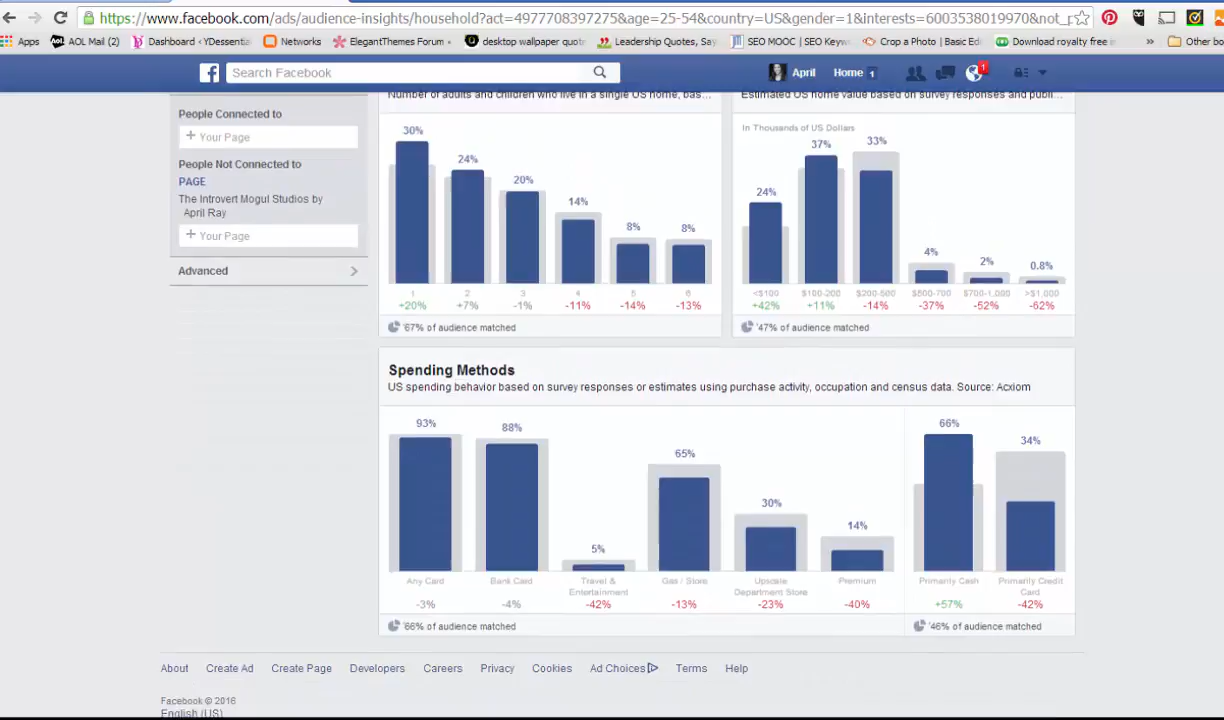 https://www.facebook.com/ads/audience-insights/household?act=4977708397275&age=25-54&country=US&gender=1&interests=6003538019970&not_p
Apps AOL Mail (2) Dashboard ‹ YDessential Networks ElegantThemes Forum desktop wallpaper quot Leadership Quotes, Say SEO MOOC | SEO Keyw Crop a Photo | Basic Edi Download royalty free » Other bo
Search Facebook April Home 1 1
People Connected to
+ Your Page
People Not Connected to
PAGE
The Introvert Mogul Studios by
April Ray
+ Your Page
Advanced
Number of adults and children who live in a single US home, bas...
30% 24% 20% 14% 8% 8%
1 2 3 4 5 6
+20% +7% -1% -11% -14% -13%
'67% of audience matched
Estimated US home value based on survey responses and publi...
In Thousands of US Dollars
24% 37% 33% 4% 2% 0.8%
<$100 $100-200 $200-500 $500-700 $700-1,000 >$1,000
+42% +11% -14% -37% -52% -62%
'47% of audience matched
Spending Methods
US spending behavior based on survey responses or estimates using purchase activity, occupation and census data. Source: Acxiom
93% 88% 5% 65% 30% 14% 66% 34%
Any Card Bank Card Travel & Entertainment Gas / Store Upscale Department Store Premium Primarily Cash Primarily Credit Card
-3% -4% -42% -13% -23% -40% +57% -42%
'66% of audience matched '46% of audience matched
About Create Ad Create Page Developers Careers Privacy Cookies Ad Choices Terms Help
Facebook © 2016
English (US)